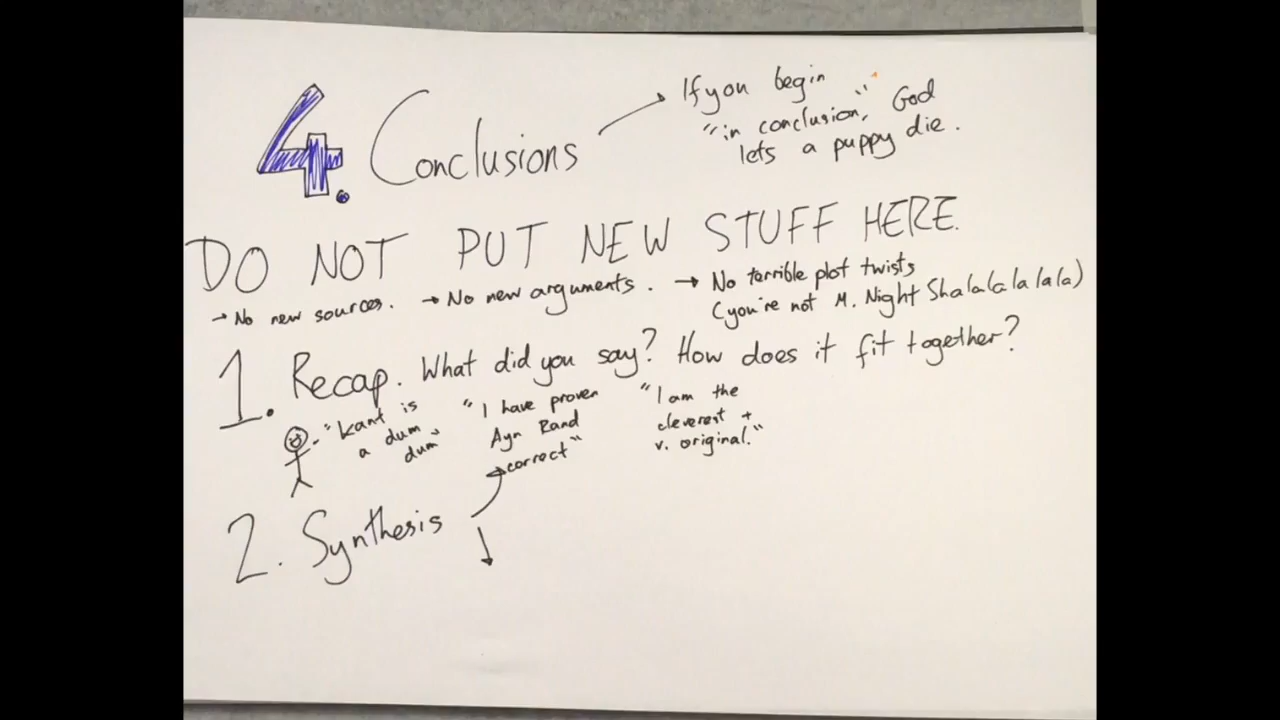 4. Conclusions
If you begin
"in conclusion," God
lets a puppy die.
DO NOT PUT NEW STUFF HERE.
→ No new sources. → No new arguments. → No terrible plot twists
(you're not M. Night Shalalalalala)
1. Recap. What did you say? How does it fit together?
"Kant is
a dum
dum"
"I have proven
Ayn Rand
correct"
"I am the
cleverest +
v. original."
2. Synthesis